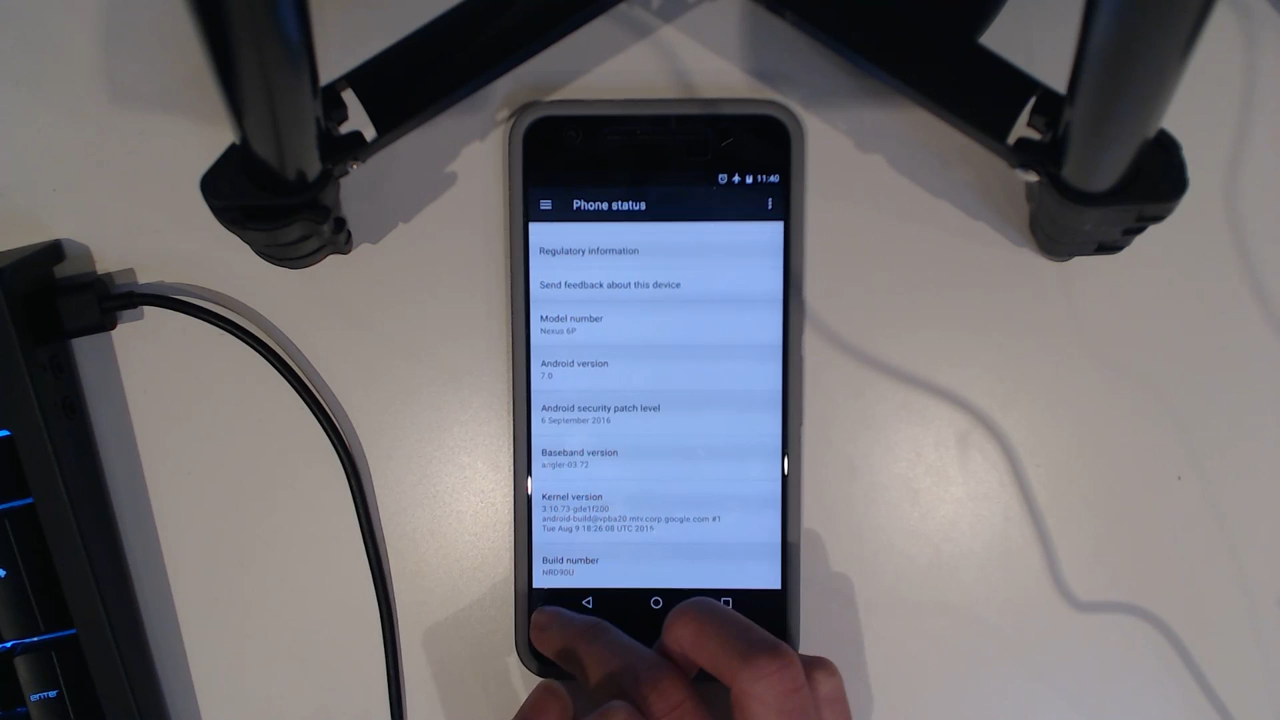 11:40
Phone status
Regulatory information
Send feedback about this device
Model number
Nexus 6P
Android version
7.0
Android security patch level
6 September 2016
Baseband version
angler-03.72
Kernel version
3.10.73-gde1f200
android-build@vpba20.mtv.corp.google.com #1
Tue Aug 9 18:26:08 UTC 2016
Build number
NRD90U
ENTER